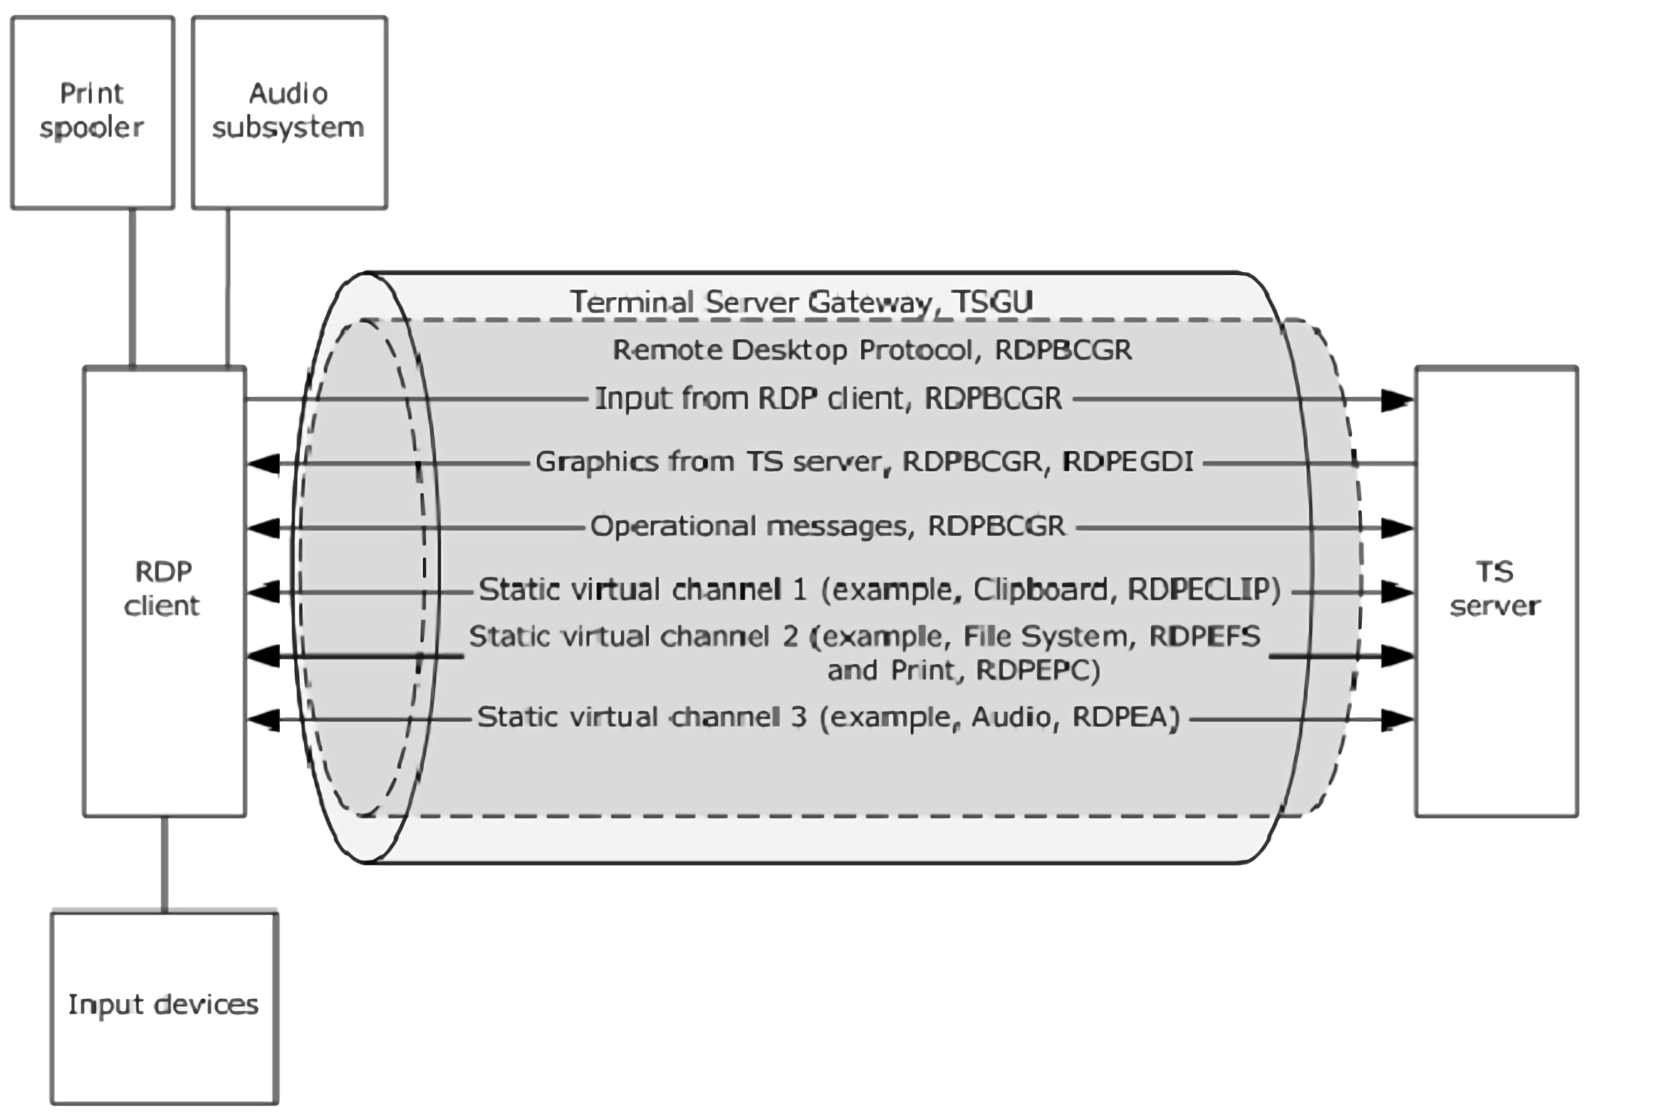 Print
spooler
Audio
subsystem
Terminal Server Gateway, TSGU
Remote Desktop Protocol, RDPBCGR
Input from RDP client, RDPBCGR
Graphics from TS server, RDPBCGR, RDPEGDI
Operational messages, RDPBCGR
Static virtual channel 1 (example, Clipboard, RDPECLIP)
Static virtual channel 2 (example, File System, RDPEFS
and Print, RDPEPC)
Static virtual channel 3 (example, Audio, RDPEA)
RDP
client
TS
server
Input devices